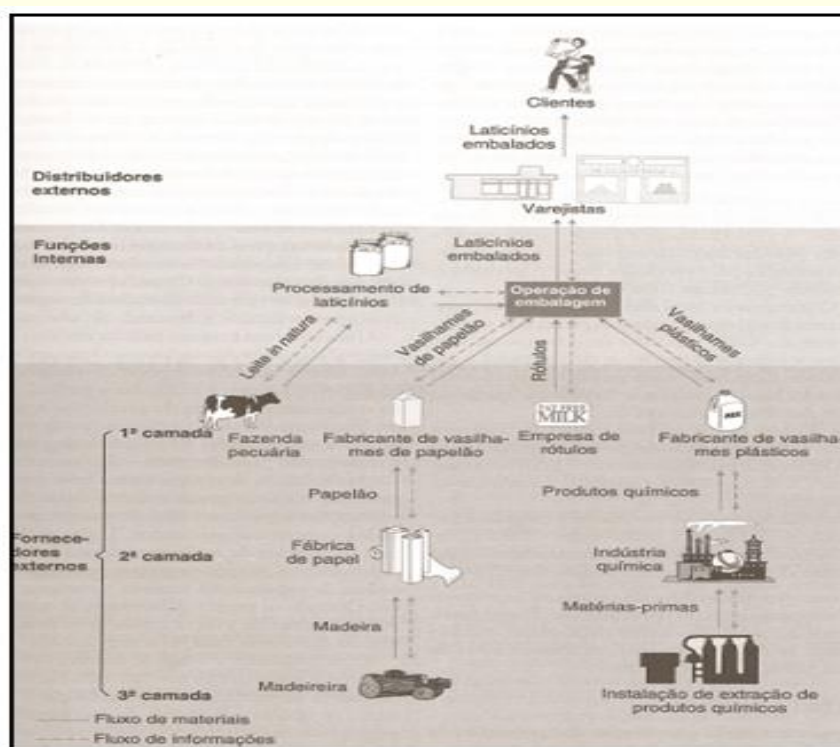 Clientes
Laticínios
embalados
Distribuidores
externos
Varejistas
Funções
Internas
Laticínios
embalados
Processamento de
laticínios
Operação de
embalagem
Leite in natura
Vasilhames
de papelão
Rótulos
Vasilhames
plásticos
1ª camada
Fazenda
pecuária
Fabricante de vasilha-
mes de papelão
FAT FREE
MILK
Empresa de
rótulos
Fabricante de vasilha-
mes plásticos
Papelão
Produtos químicos
Fornece-
dores
externos
2ª camada
Fábrica
de papel
Indústria
química
Madeira
Matérias-primas
3ª camada
Madeireira
Instalação de extração de
produtos químicos
Fluxo de materiais
Fluxo de informações